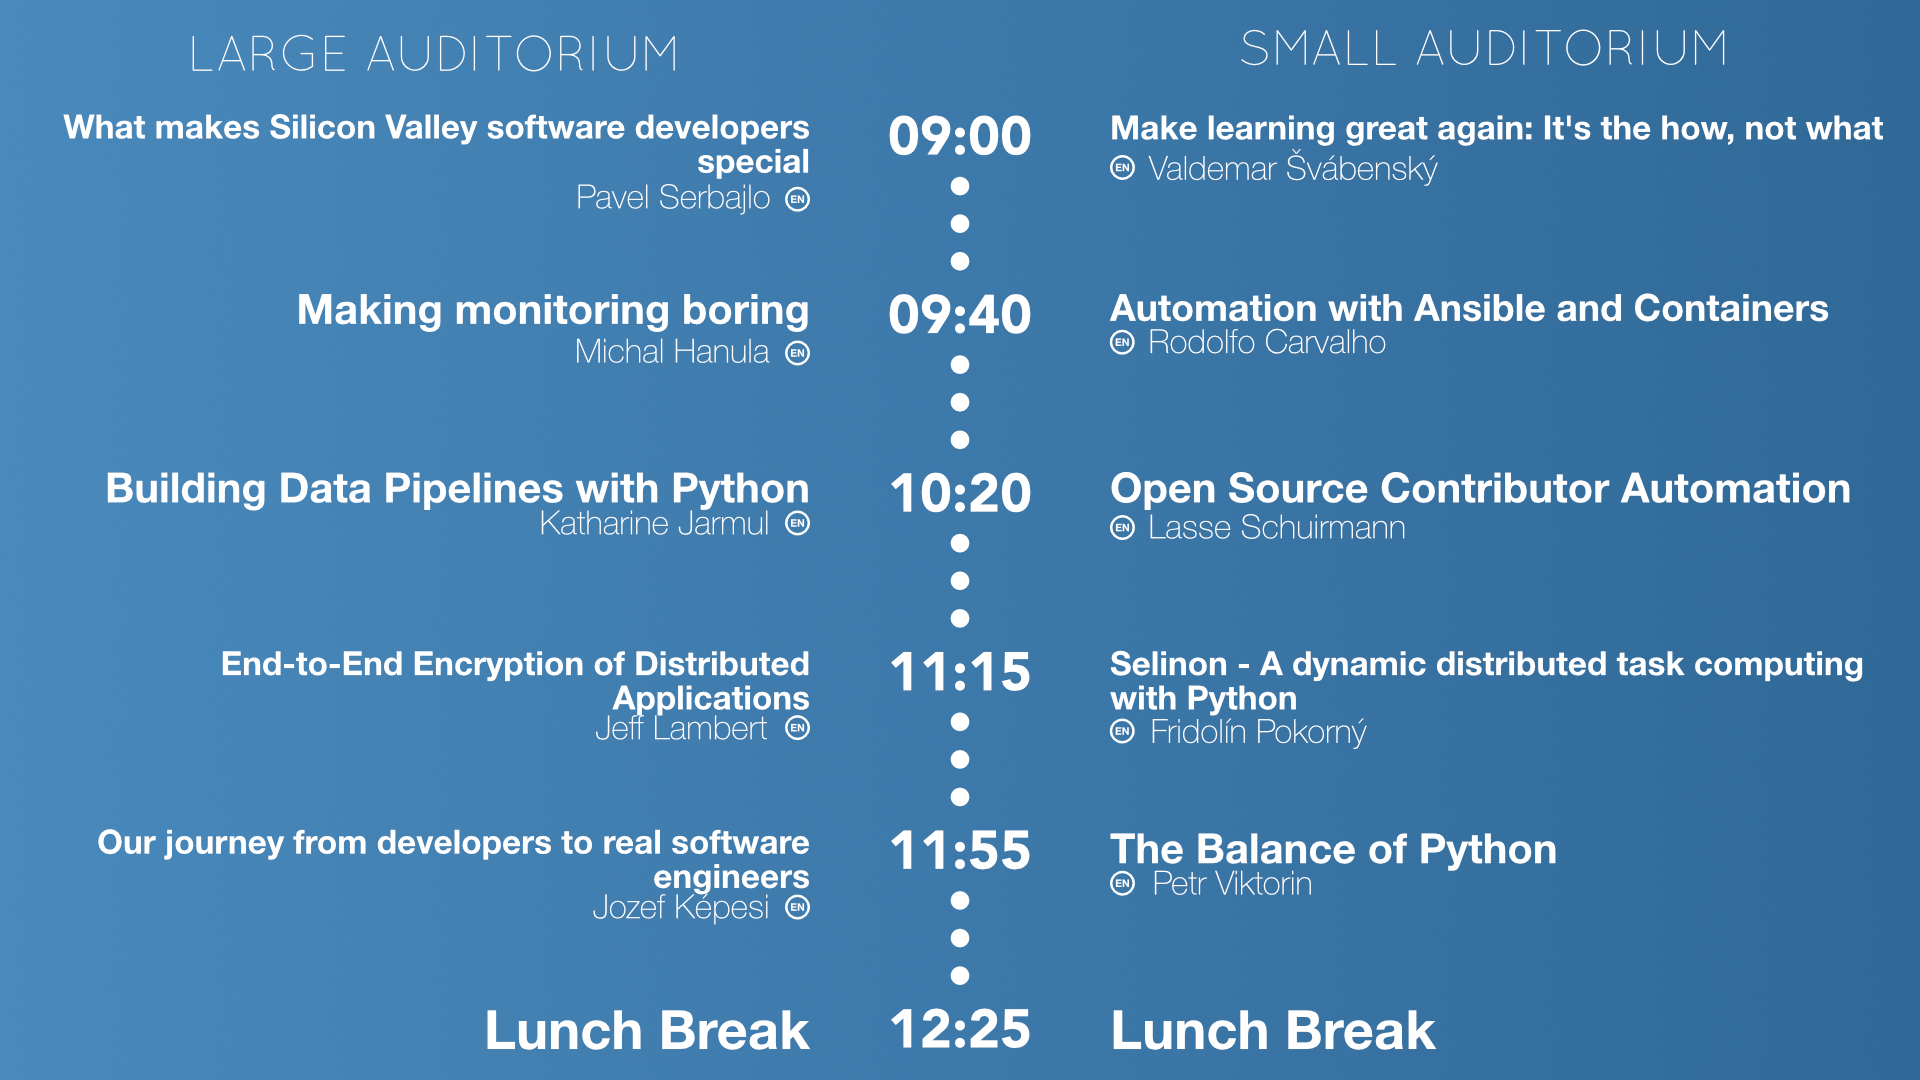 LARGE AUDITORIUM
SMALL AUDITORIUM
What makes Silicon Valley software developers
special
Pavel Serbajlo EN
09:00
Make learning great again: It's the how, not what
EN Valdemar Švábenský
Making monitoring boring
Michal Hanula EN
09:40
Automation with Ansible and Containers
EN Rodolfo Carvalho
Building Data Pipelines with Python
Katharine Jarmul EN
10:20
Open Source Contributor Automation
EN Lasse Schuirmann
End-to-End Encryption of Distributed
Applications
Jeff Lambert EN
11:15
Selinon - A dynamic distributed task computing
with Python
EN Fridolín Pokorný
Our journey from developers to real software
engineers
Jozef Képesi EN
11:55
The Balance of Python
EN Petr Viktorin
Lunch Break
12:25
Lunch Break